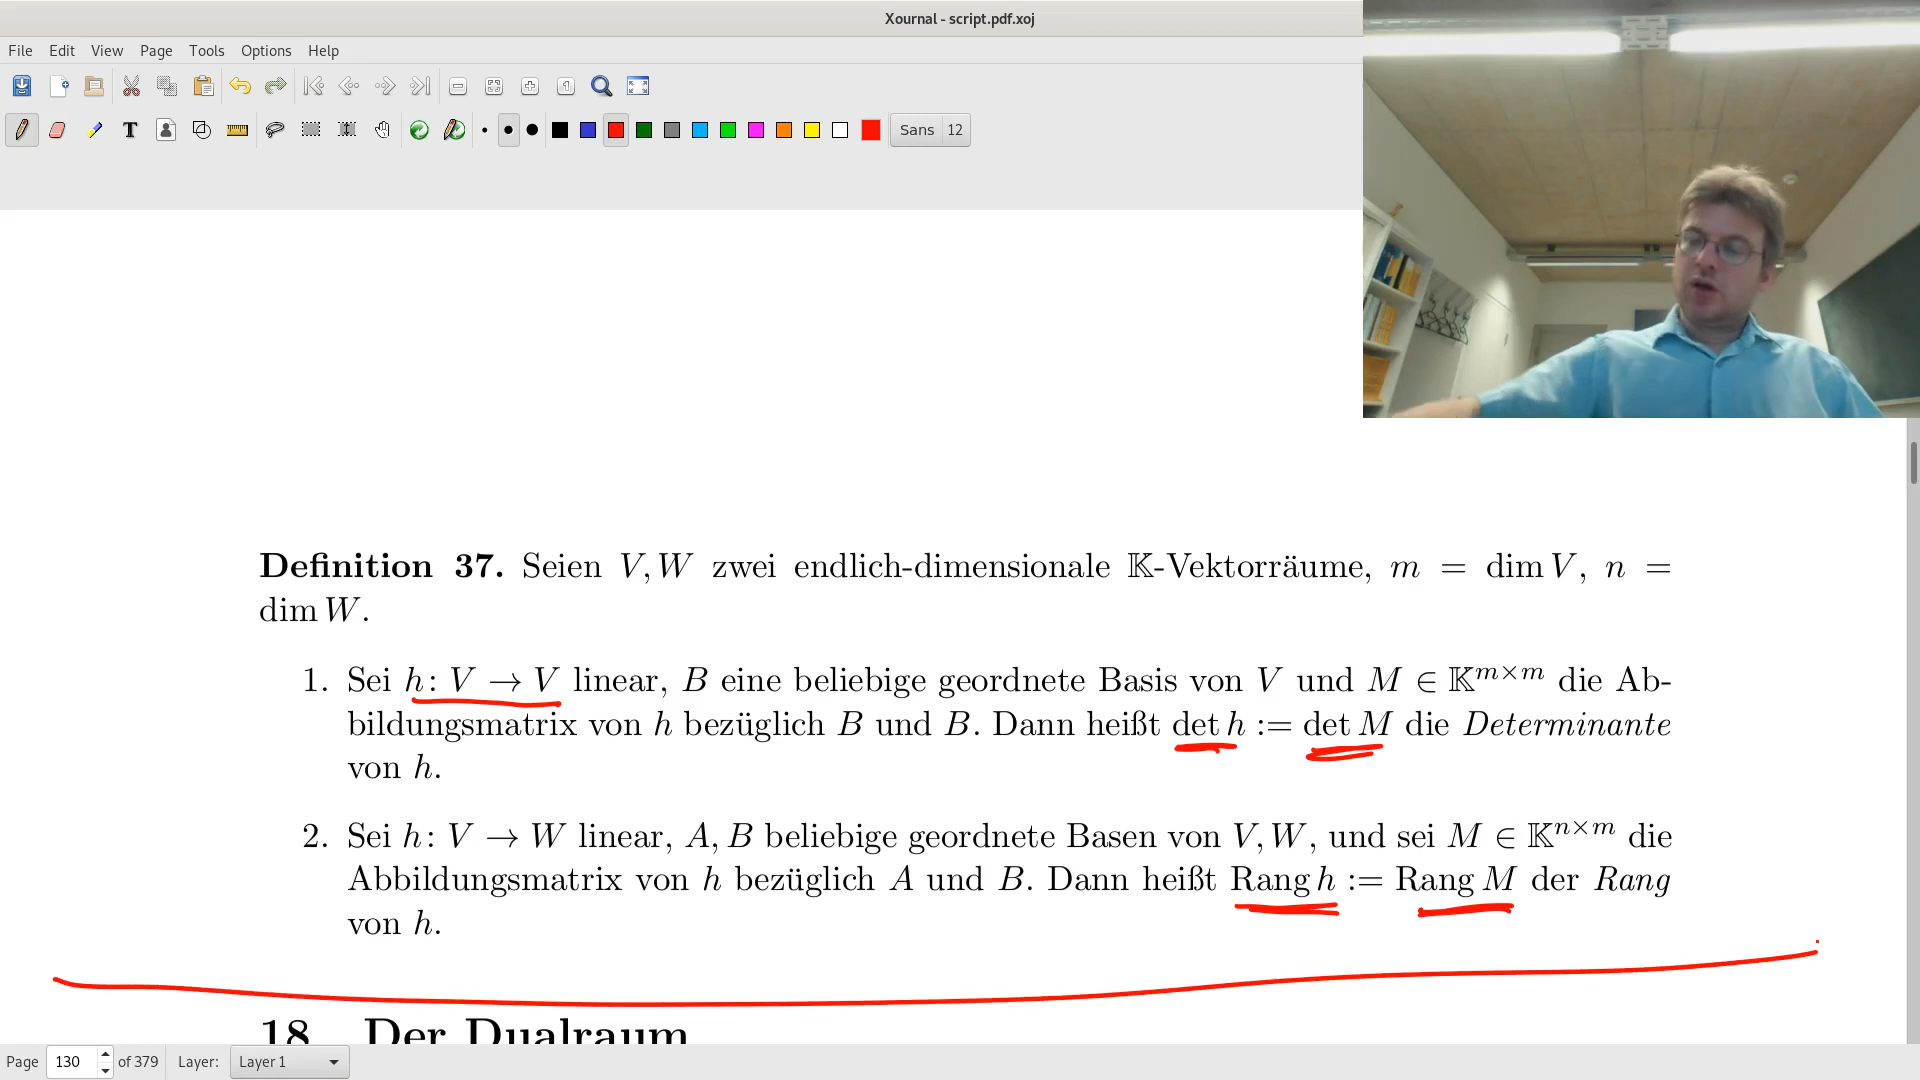 Xournal - script.pdf.xoj
File Edit View Page Tools Options Help
T Sans 12
Definition 37. Seien V, W zwei endlich-dimensionale 𝕂-Vektorräume, m = dim V, n =
dim W.
1. Sei h: V → V linear, B eine beliebige geordnete Basis von V und M ∈ 𝕂^{m×m} die Ab-
bildungsmatrix von h bezüglich B und B. Dann heißt det h := det M die Determinante
von h.
2. Sei h: V → W linear, A, B beliebige geordnete Basen von V, W, und sei M ∈ 𝕂^{n×m} die
Abbildungsmatrix von h bezüglich A und B. Dann heißt Rang h := Rang M der Rang
von h.
18 Der Dualraum
Page 130 of 379 Layer: Layer 1